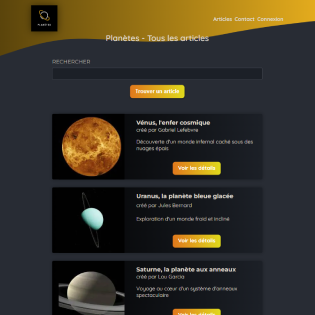 PLANÈTES
Articles Contact Connexion
Planètes - Tous les articles
RECHERCHER
Trouver un article
Vénus, l'enfer cosmique
créé par Gabriel Lefebvre
Découverte d'un monde infernal caché sous des
nuages épais
Voir les détails
Uranus, la planète bleue glacée
créé par Jules Bernard
Exploration d'un monde froid et incliné
Voir les détails
Saturne, la planète aux anneaux
créé par Lou Garcia
Voyage au cœur d'un système d'anneaux
spectaculaire
Voir les détails